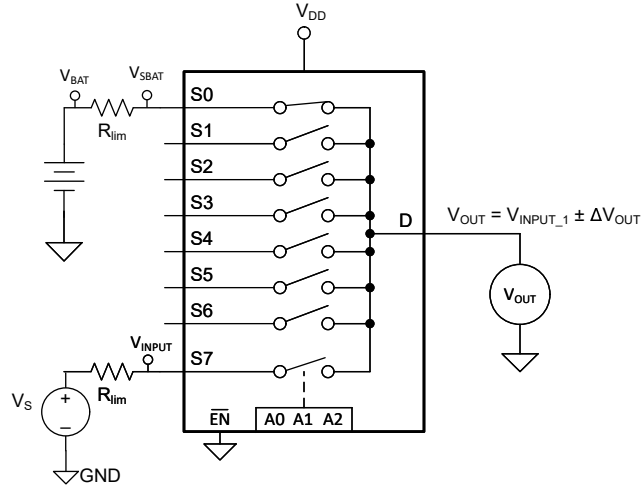 VDD
VBAT
VSBAT
Rlim
S0
S1
S2
S3
S4
S5
S6
S7
D
VOUT = VINPUT_1 ± ΔVOUT
VOUT
VINPUT
Rlim
VS
+
−
GND
EN
A0 A1 A2